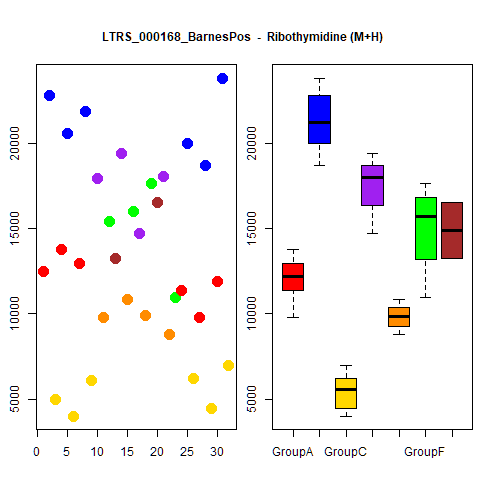 LTRS_000168_BarnesPos - Ribothymidine (M+H)
20000
15000
10000
5000
0 5 10 15 20 25 30
20000
15000
10000
5000
GroupA GroupC GroupF